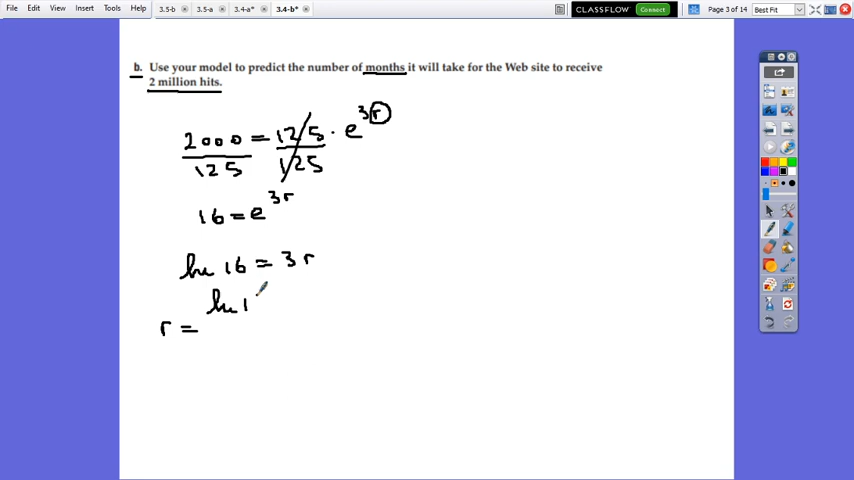 File Edit View Insert Tools Help 3.5-b 3.5-a 3.4-a* 3.4-b* CLASSFLOW Connect Page 3 of 14 Best Fit
b. Use your model to predict the number of months it will take for the Web site to receive
2 million hits.
2000 = 125 · e^3r
125 125
16 = e^3r
ln 16 = 3r
ln 1
r =